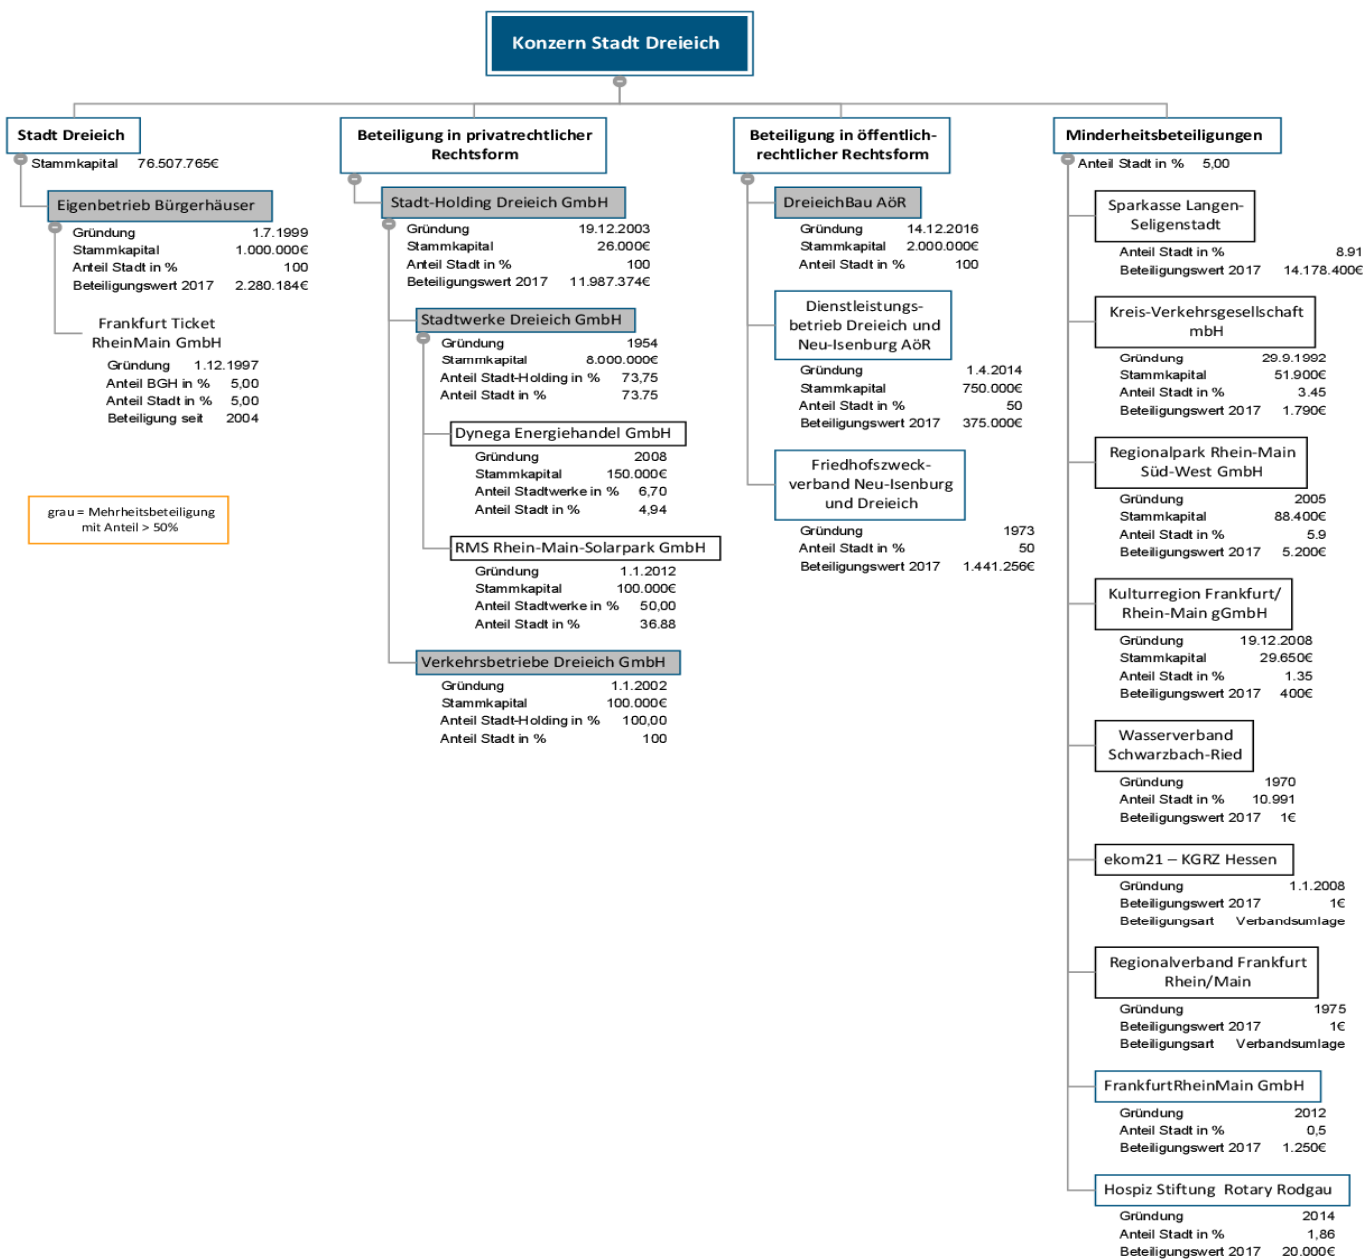 Konzern Stadt Dreieich
Stadt Dreieich
Stammkapital 76.507.765€
Eigenbetrieb Bürgerhäuser
Gründung 1.7.1999
Stammkapital 1.000.000€
Anteil Stadt in % 100
Beteiligungswert 2017 2.280.184€
Frankfurt Ticket
RheinMain GmbH
Gründung 1.12.1997
Anteil BGH in % 5,00
Anteil Stadt in % 5,00
Beteiligung seit 2004
grau = Mehrheitsbeteiligung
mit Anteil > 50%
Beteiligung in privatrechtlicher
Rechtsform
Stadt-Holding Dreieich GmbH
Gründung 19.12.2003
Stammkapital 26.000€
Anteil Stadt in % 100
Beteiligungswert 2017 11.987.374€
Stadtwerke Dreieich GmbH
Gründung 1954
Stammkapital 8.000.000€
Anteil Stadt-Holding in % 73,75
Anteil Stadt in % 73.75
Dynega Energiehandel GmbH
Gründung 2008
Stammkapital 150.000€
Anteil Stadtwerke in % 6,70
Anteil Stadt in % 4,94
RMS Rhein-Main-Solarpark GmbH
Gründung 1.1.2012
Stammkapital 100.000€
Anteil Stadtwerke in % 50,00
Anteil Stadt in % 36.88
Verkehrsbetriebe Dreieich GmbH
Gründung 1.1.2002
Stammkapital 100.000€
Anteil Stadt-Holding in % 100,00
Anteil Stadt in % 100
Beteiligung in öffentlich-
rechtlicher Rechtsform
DreieichBau AöR
Gründung 14.12.2016
Stammkapital 2.000.000€
Anteil Stadt in % 100
Dienstleistungs-
betrieb Dreieich und
Neu-Isenburg AöR
Gründung 1.4.2014
Stammkapital 750.000€
Anteil Stadt in % 50
Beteiligungswert 2017 375.000€
Friedhofszweck-
verband Neu-Isenburg
und Dreieich
Gründung 1973
Anteil Stadt in % 50
Beteiligungswert 2017 1.441.256€
Minderheitsbeteiligungen
Anteil Stadt in % 5,00
Sparkasse Langen-
Seligenstadt
Anteil Stadt in % 8.91
Beteiligungswert 2017 14.178.400€
Kreis-Verkehrsgesellschaft
mbH
Gründung 29.9.1992
Stammkapital 51.900€
Anteil Stadt in % 3.45
Beteiligungswert 2017 1.790€
Regionalpark Rhein-Main
Süd-West GmbH
Gründung 2005
Stammkapital 88.400€
Anteil Stadt in % 5.9
Beteiligungswert 2017 5.200€
Kulturregion Frankfurt/
Rhein-Main gGmbH
Gründung 19.12.2008
Stammkapital 29.650€
Anteil Stadt in % 1.35
Beteiligungswert 2017 400€
Wasserverband
Schwarzbach-Ried
Gründung 1970
Anteil Stadt in % 10.991
Beteiligungswert 2017 1€
ekom21 – KGRZ Hessen
Gründung 1.1.2008
Beteiligungswert 2017 1€
Beteiligungsart Verbandsumlage
Regionalverband Frankfurt
Rhein/Main
Gründung 1975
Beteiligungswert 2017 1€
Beteiligungsart Verbandsumlage
FrankfurtRheinMain GmbH
Gründung 2012
Anteil Stadt in % 0,5
Beteiligungswert 2017 1.250€
Hospiz Stiftung Rotary Rodgau
Gründung 2014
Anteil Stadt in % 1,86
Beteiligungswert 2017 20.000€